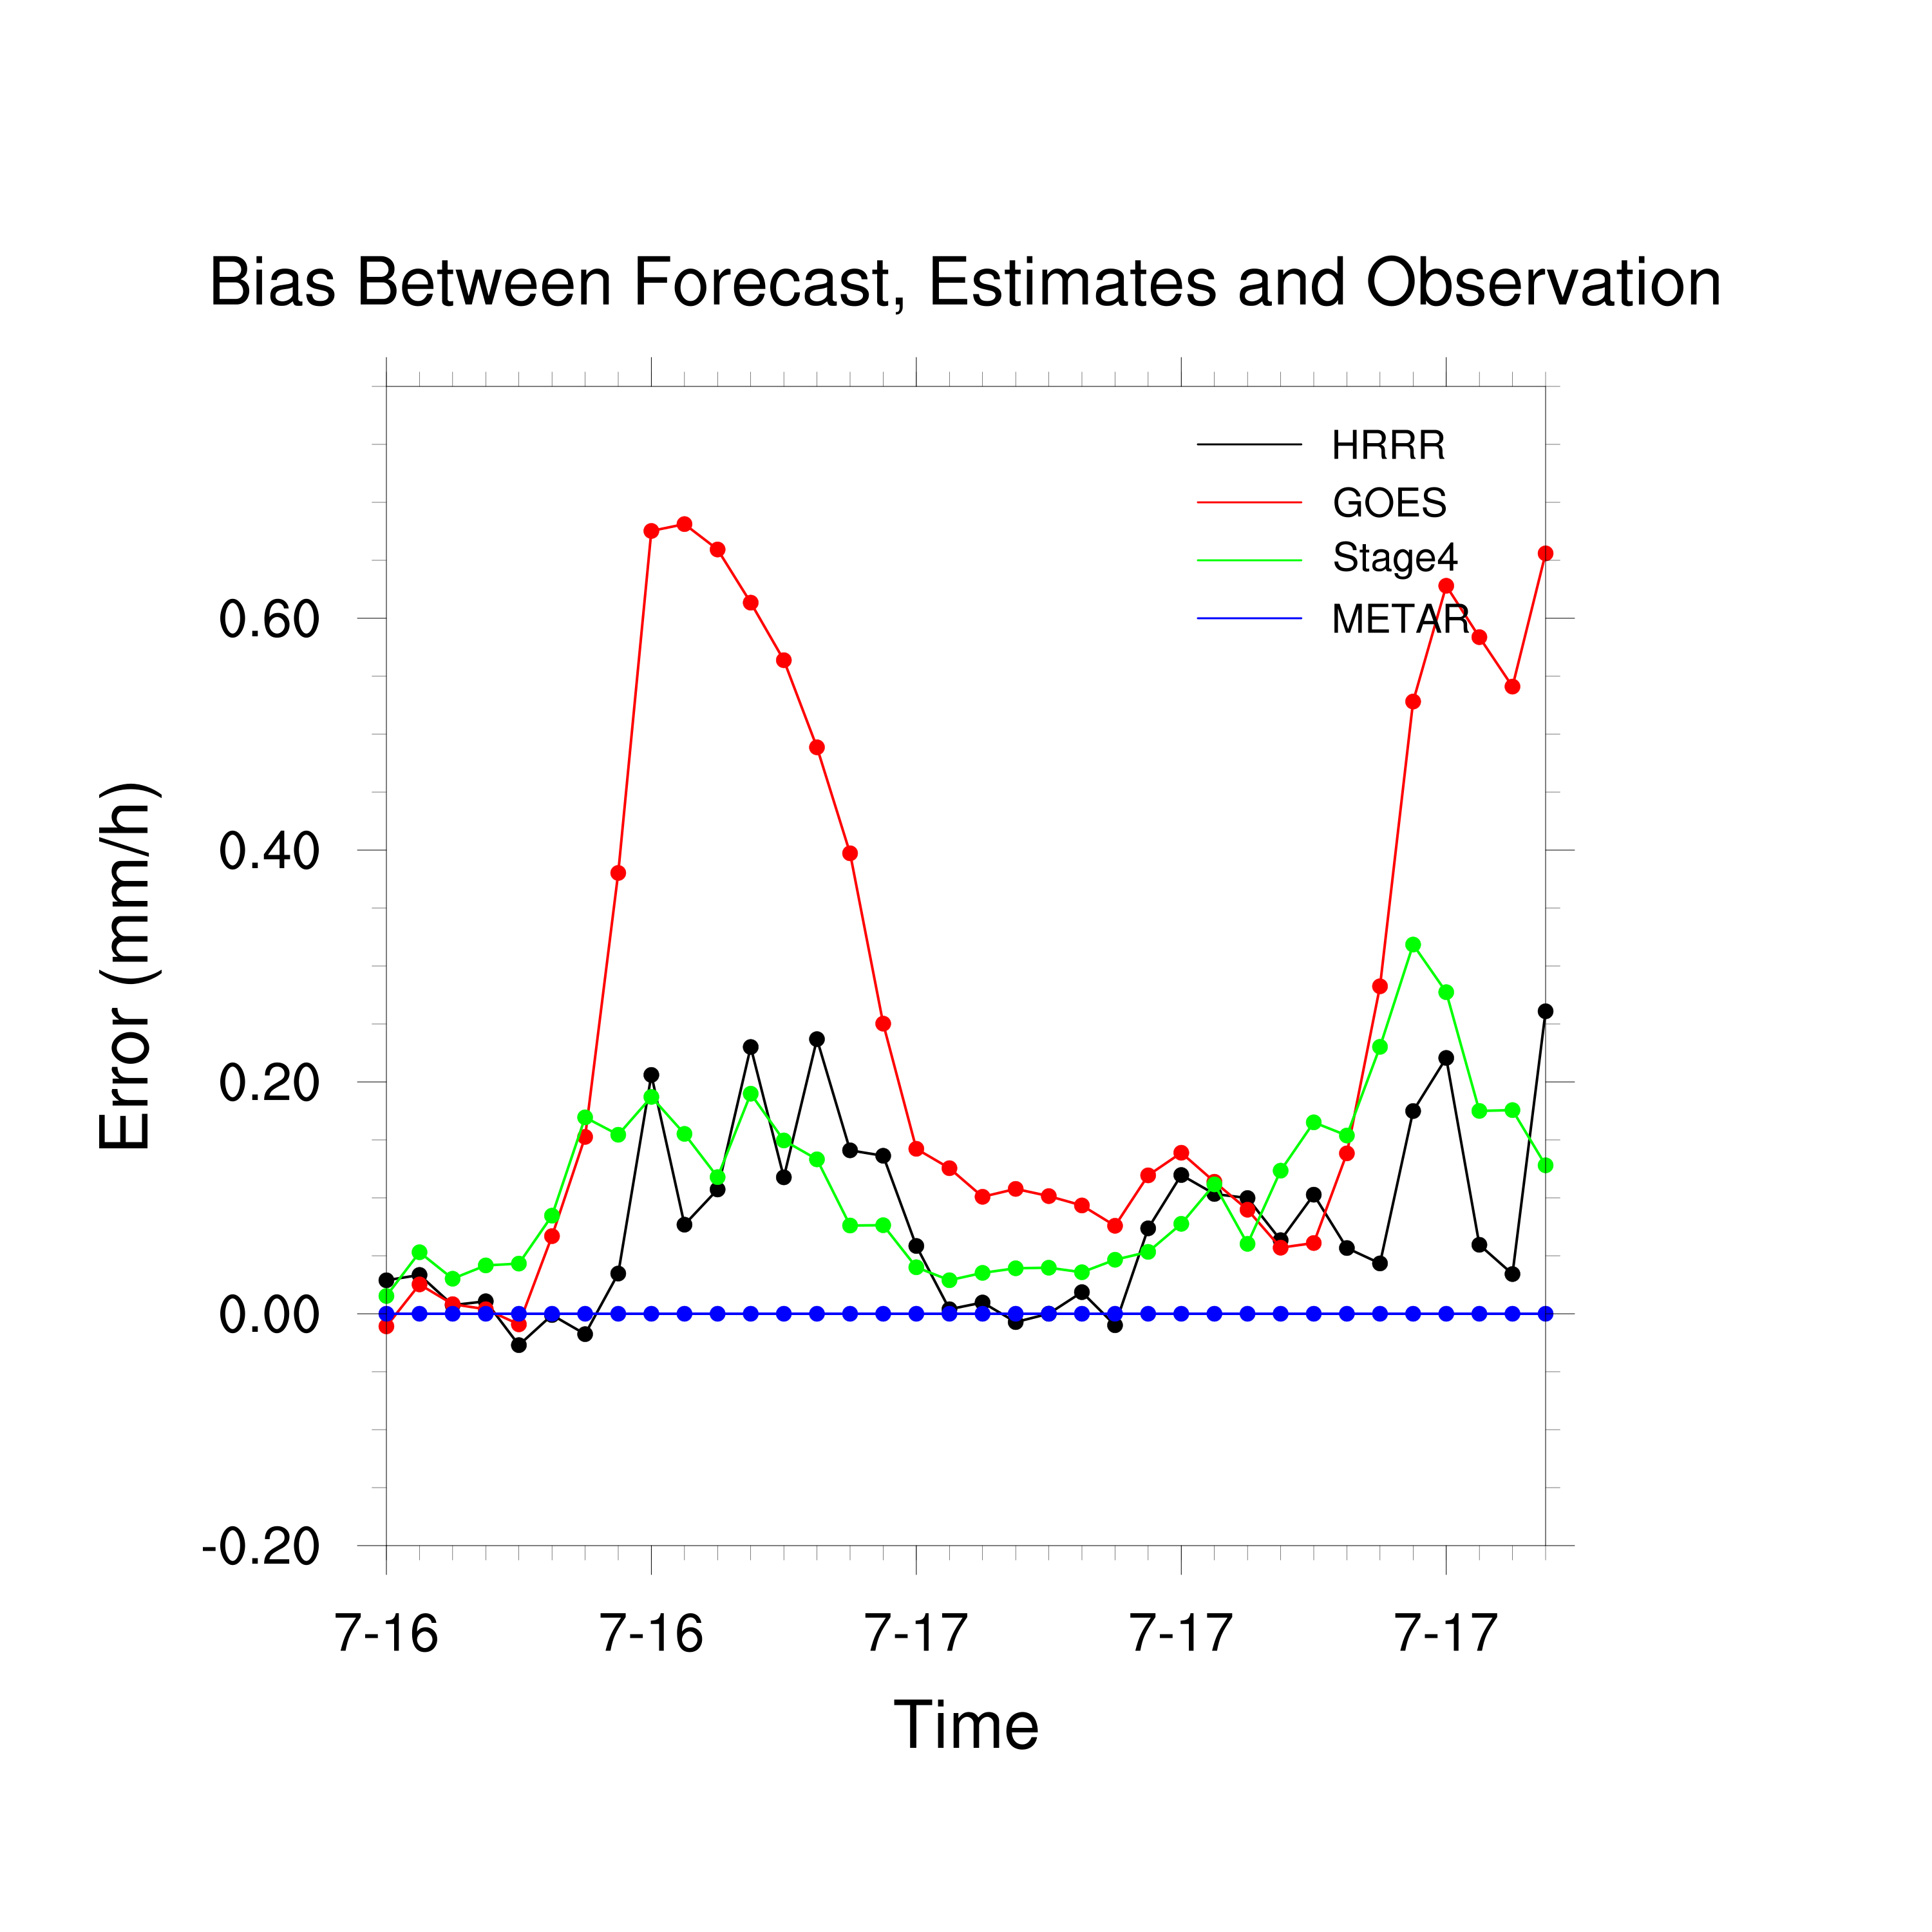 Bias Between Forecast, Estimates and Observation
HRRR
GOES
Stage4
METAR
0.60
0.40
0.20
0.00
-0.20
Error (mm/h)
7-16 7-16 7-17 7-17 7-17
Time